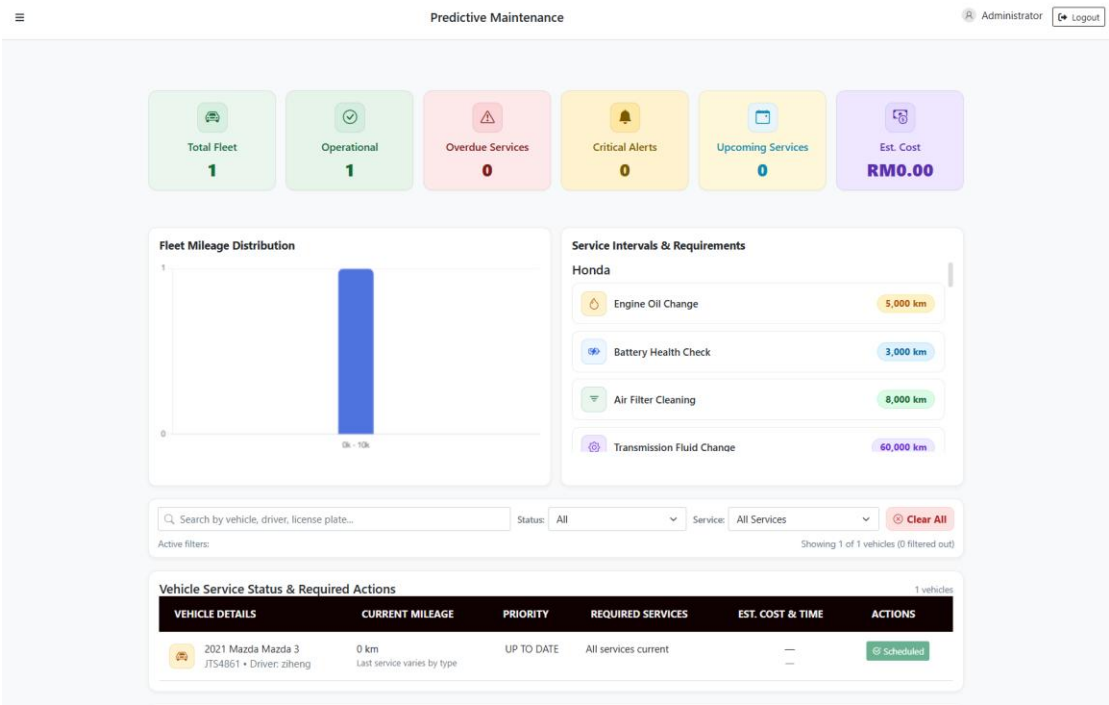 Predictive Maintenance
Administrator
Logout
Total Fleet
1
Operational
1
Overdue Services
0
Critical Alerts
0
Upcoming Services
0
Est. Cost
RM0.00
Fleet Mileage Distribution
1
0
0k - 10k
Service Intervals & Requirements
Honda
Engine Oil Change 5,000 km
Battery Health Check 3,000 km
Air Filter Cleaning 8,000 km
Transmission Fluid Change 60,000 km
Search by vehicle, driver, license plate... Status: All Service: All Services Clear All
Active filters: Showing 1 of 1 vehicles (0 filtered out)
Vehicle Service Status & Required Actions 1 vehicles
VEHICLE DETAILS CURRENT MILEAGE PRIORITY REQUIRED SERVICES EST. COST & TIME ACTIONS
2021 Mazda Mazda 3 0 km UP TO DATE All services current — Scheduled
JTS4861 • Driver: ziheng Last service varies by type —